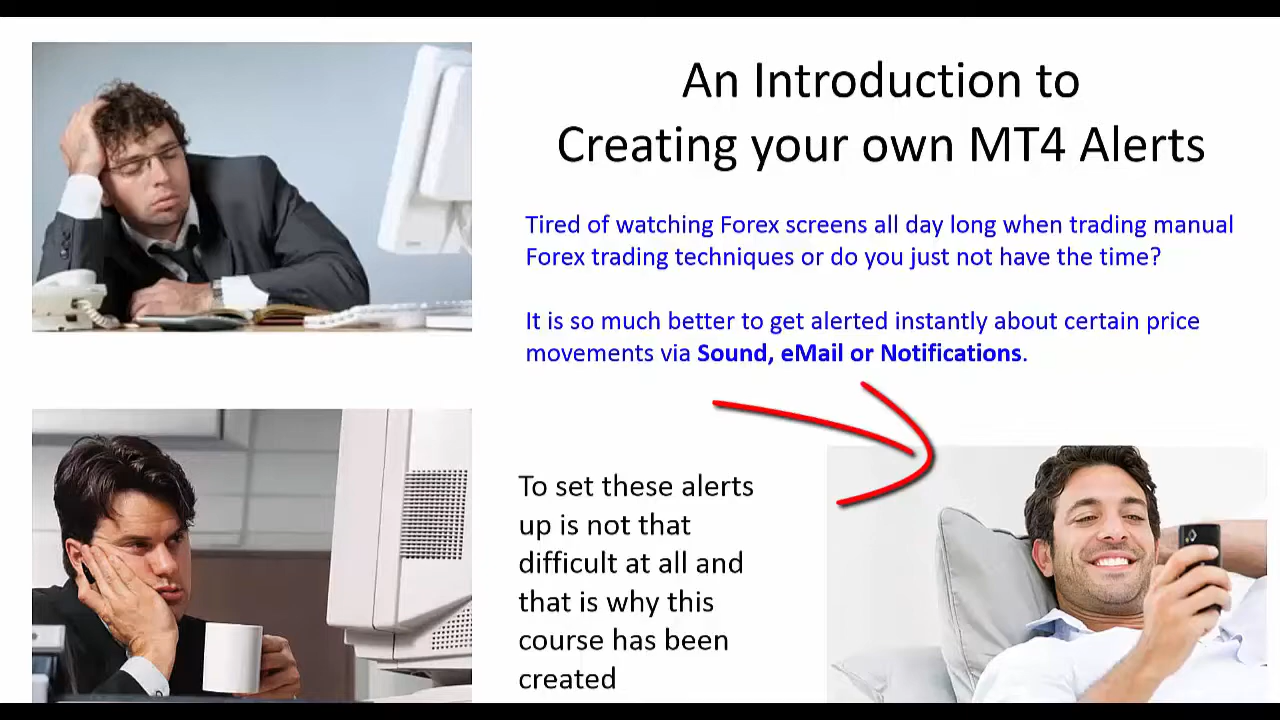 An Introduction to
Creating your own MT4 Alerts
Tired of watching Forex screens all day long when trading manual
Forex trading techniques or do you just not have the time?
It is so much better to get alerted instantly about certain price
movements via Sound, eMail or Notifications.
To set these alerts
up is not that
difficult at all and
that is why this
course has been
created